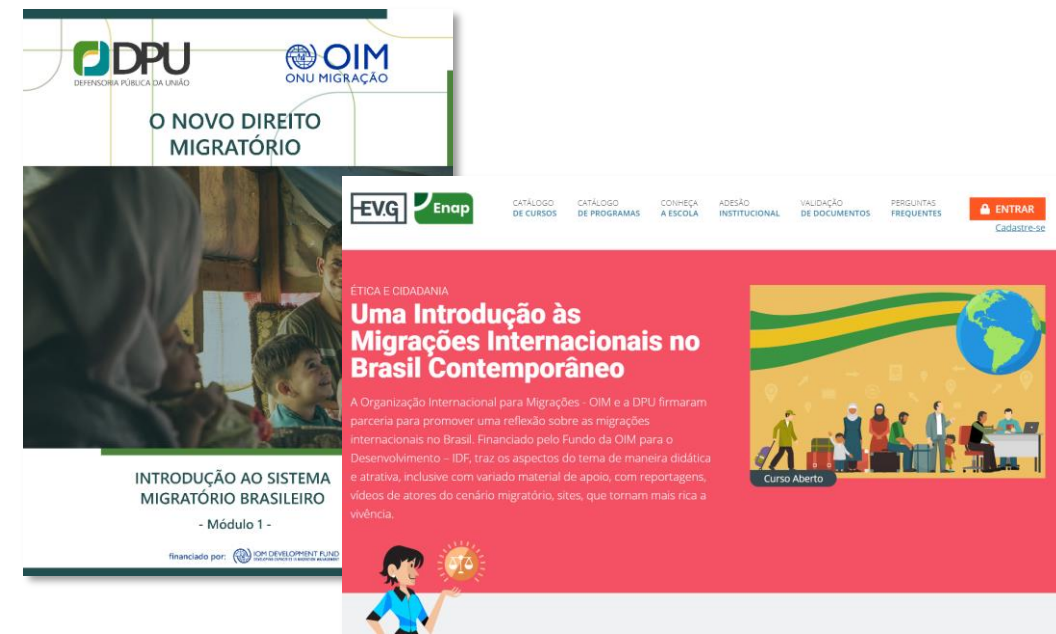 DPU
DEFENSORIA PÚBLICA DA UNIÃO
OIM
ONU MIGRAÇÃO
O NOVO DIREITO
MIGRATÓRIO
INTRODUÇÃO AO SISTEMA
MIGRATÓRIO BRASILEIRO
- Módulo 1 -
financiado por: IOM DEVELOPMENT FUND
EV.G Enap
CATÁLOGO DE CURSOS
CATÁLOGO DE PROGRAMAS
CONHEÇA A ESCOLA
ADESÃO INSTITUCIONAL
VALIDAÇÃO DE DOCUMENTOS
PERGUNTAS FREQUENTES
ENTRAR
Cadastre-se
ÉTICA E CIDADANIA
Uma Introdução às
Migrações Internacionais no
Brasil Contemporâneo
A Organização Internacional para Migrações - OIM e a DPU firmaram
parceria para promover uma reflexão sobre as migrações
internacionais no Brasil. Financiado pelo Fundo da OIM para o
Desenvolvimento – IDF, traz os aspectos do tema de maneira didática
e atrativa, inclusive com variado material de apoio, com reportagens,
vídeos de atores do cenário migratório, sites, que tornam mais rica a
vivência.
Curso Aberto